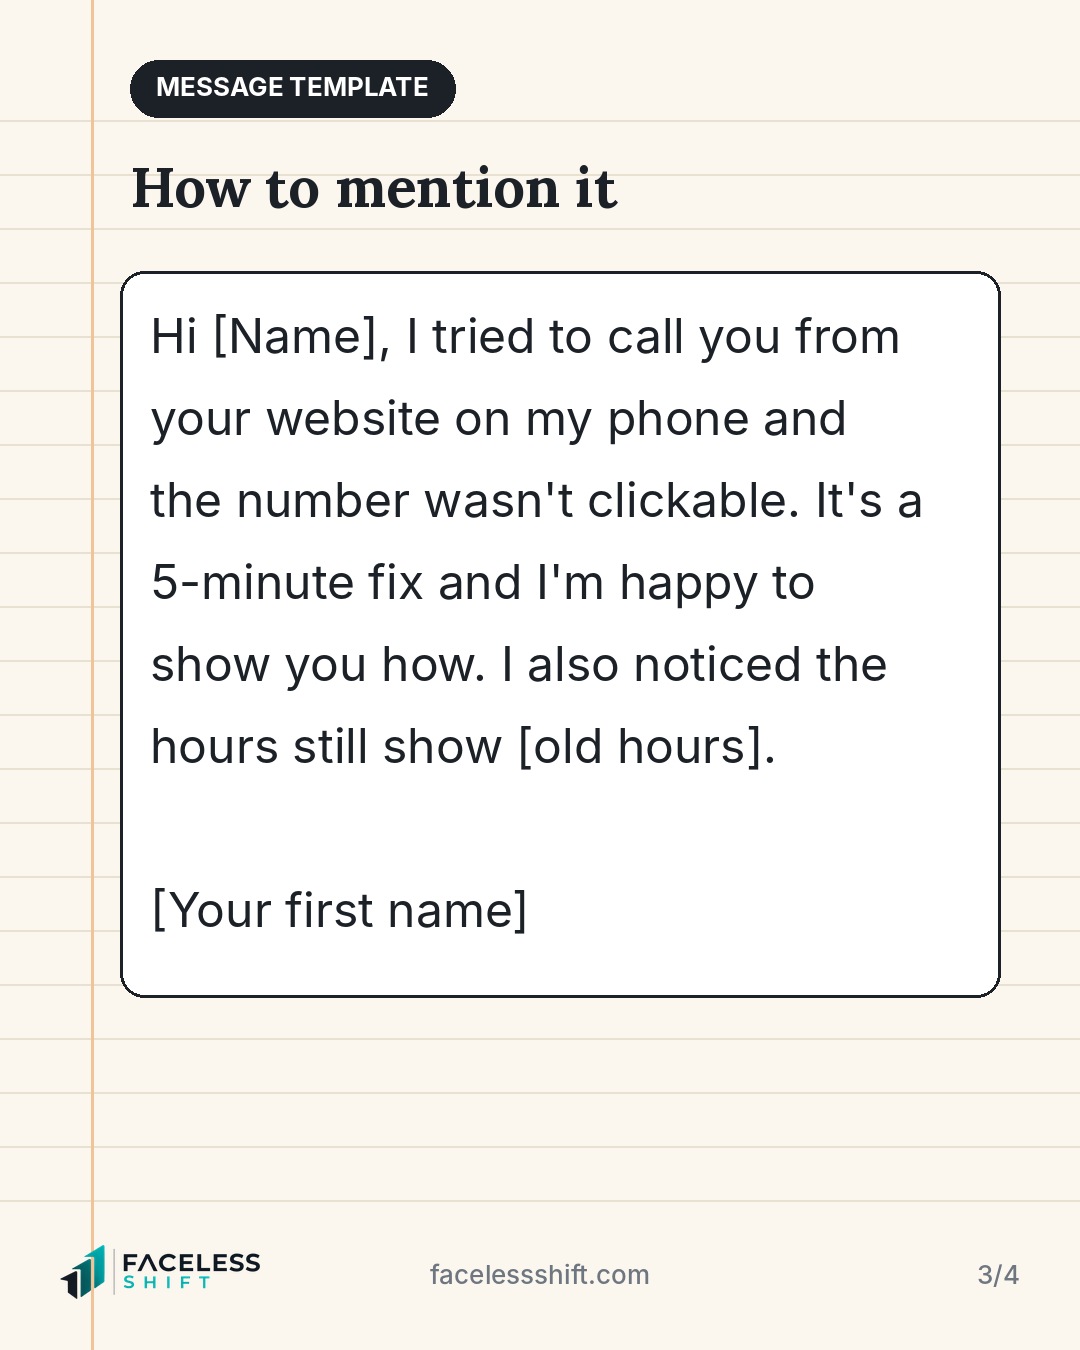 MESSAGE TEMPLATE
How to mention it
Hi [Name], I tried to call you from
your website on my phone and
the number wasn't clickable. It's a
5-minute fix and I'm happy to
show you how. I also noticed the
hours still show [old hours].
[Your first name]
FACELESS
SHIFT
facelessshift.com
3/4